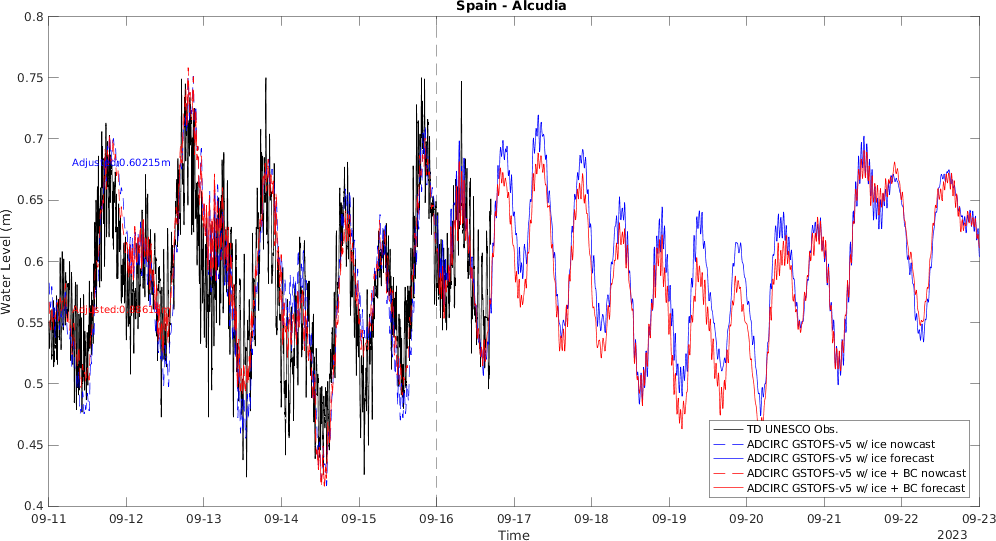 Spain - Alcudia
0.8
0.75
0.7
0.65
0.6
0.55
0.5
0.45
0.4
Water Level (m)
Adjusted:0.60215m
TD UNESCO Obs.
ADCIRC GSTOFS-v5 w/ ice nowcast
ADCIRC GSTOFS-v5 w/ ice forecast
ADCIRC GSTOFS-v5 w/ ice + BC nowcast
ADCIRC GSTOFS-v5 w/ ice + BC forecast
09-11 09-12 09-13 09-14 09-15 09-16 09-17 09-18 09-19 09-20 09-21 09-22 09-23
Time
2023